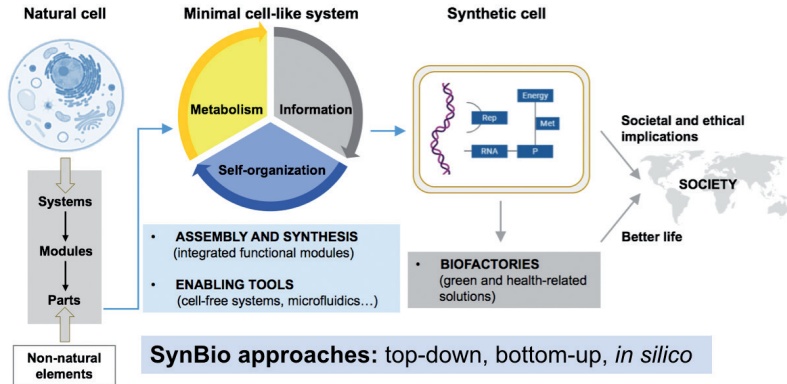 Natural cell
Minimal cell-like system
Synthetic cell
Metabolism
Information
Self-organization
Energy
Rep
Met
RNA
P
Societal and ethical
implications
SOCIETY
Better life
Systems
Modules
Parts
Non-natural
elements
• ASSEMBLY AND SYNTHESIS
(integrated functional modules)
• ENABLING TOOLS
(cell-free systems, microfluidics…)
• BIOFACTORIES
(green and health-related
solutions)
SynBio approaches: top-down, bottom-up, in silico